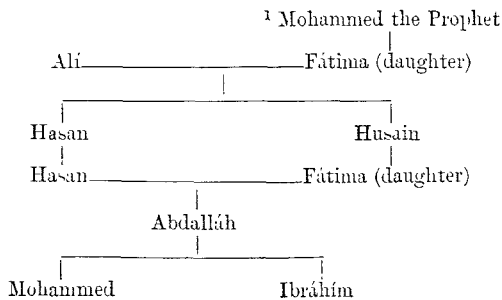 ¹ Mohammed the Prophet
Alí Fátima (daughter)
Hasan Husain
Hasan Fátima (daughter)
Abdalláh
Mohammed Ibráhím